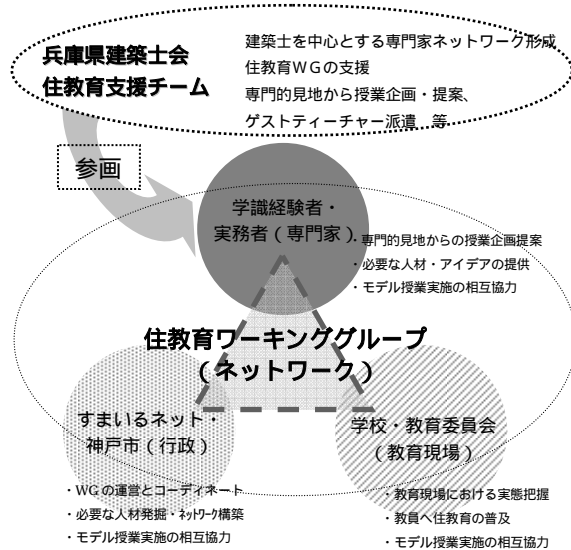 兵庫県建築士会
住教育支援チーム
建築士を中心とする専門家ネットワーク形成
住教育WGの支援
専門的見地から授業企画・提案、
ゲストティーチャー派遣 等
参画
学識経験者・
実務者(専門家)
・専門的見地からの授業企画提案
・必要な人材・アイデアの提供
・モデル授業実施の相互協力
住教育ワーキンググループ
(ネットワーク)
すまいるネット・
神戸市(行政)
・WGの運営とコーディネート
・必要な人材発掘・ネットワーク構築
・モデル授業実施の相互協力
学校・教育委員会
(教育現場)
・教育現場における実態把握
・教員へ住教育の普及
・モデル授業実施の相互協力